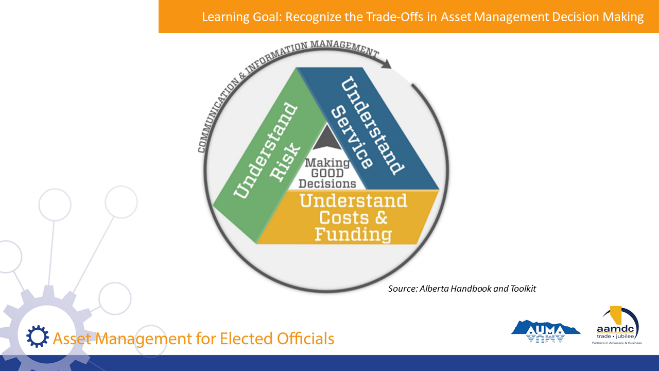 Learning Goal: Recognize the Trade-Offs in Asset Management Decision Making
COMMUNICATION & INFORMATION MANAGEMENT
Understand
Risk
Understand
Service
Making
GOOD
Decisions
Understand
Costs &
Funding
Source: Alberta Handbook and Toolkit
Asset Management for Elected Officials
AUMA
aamdc
trade • jubilee